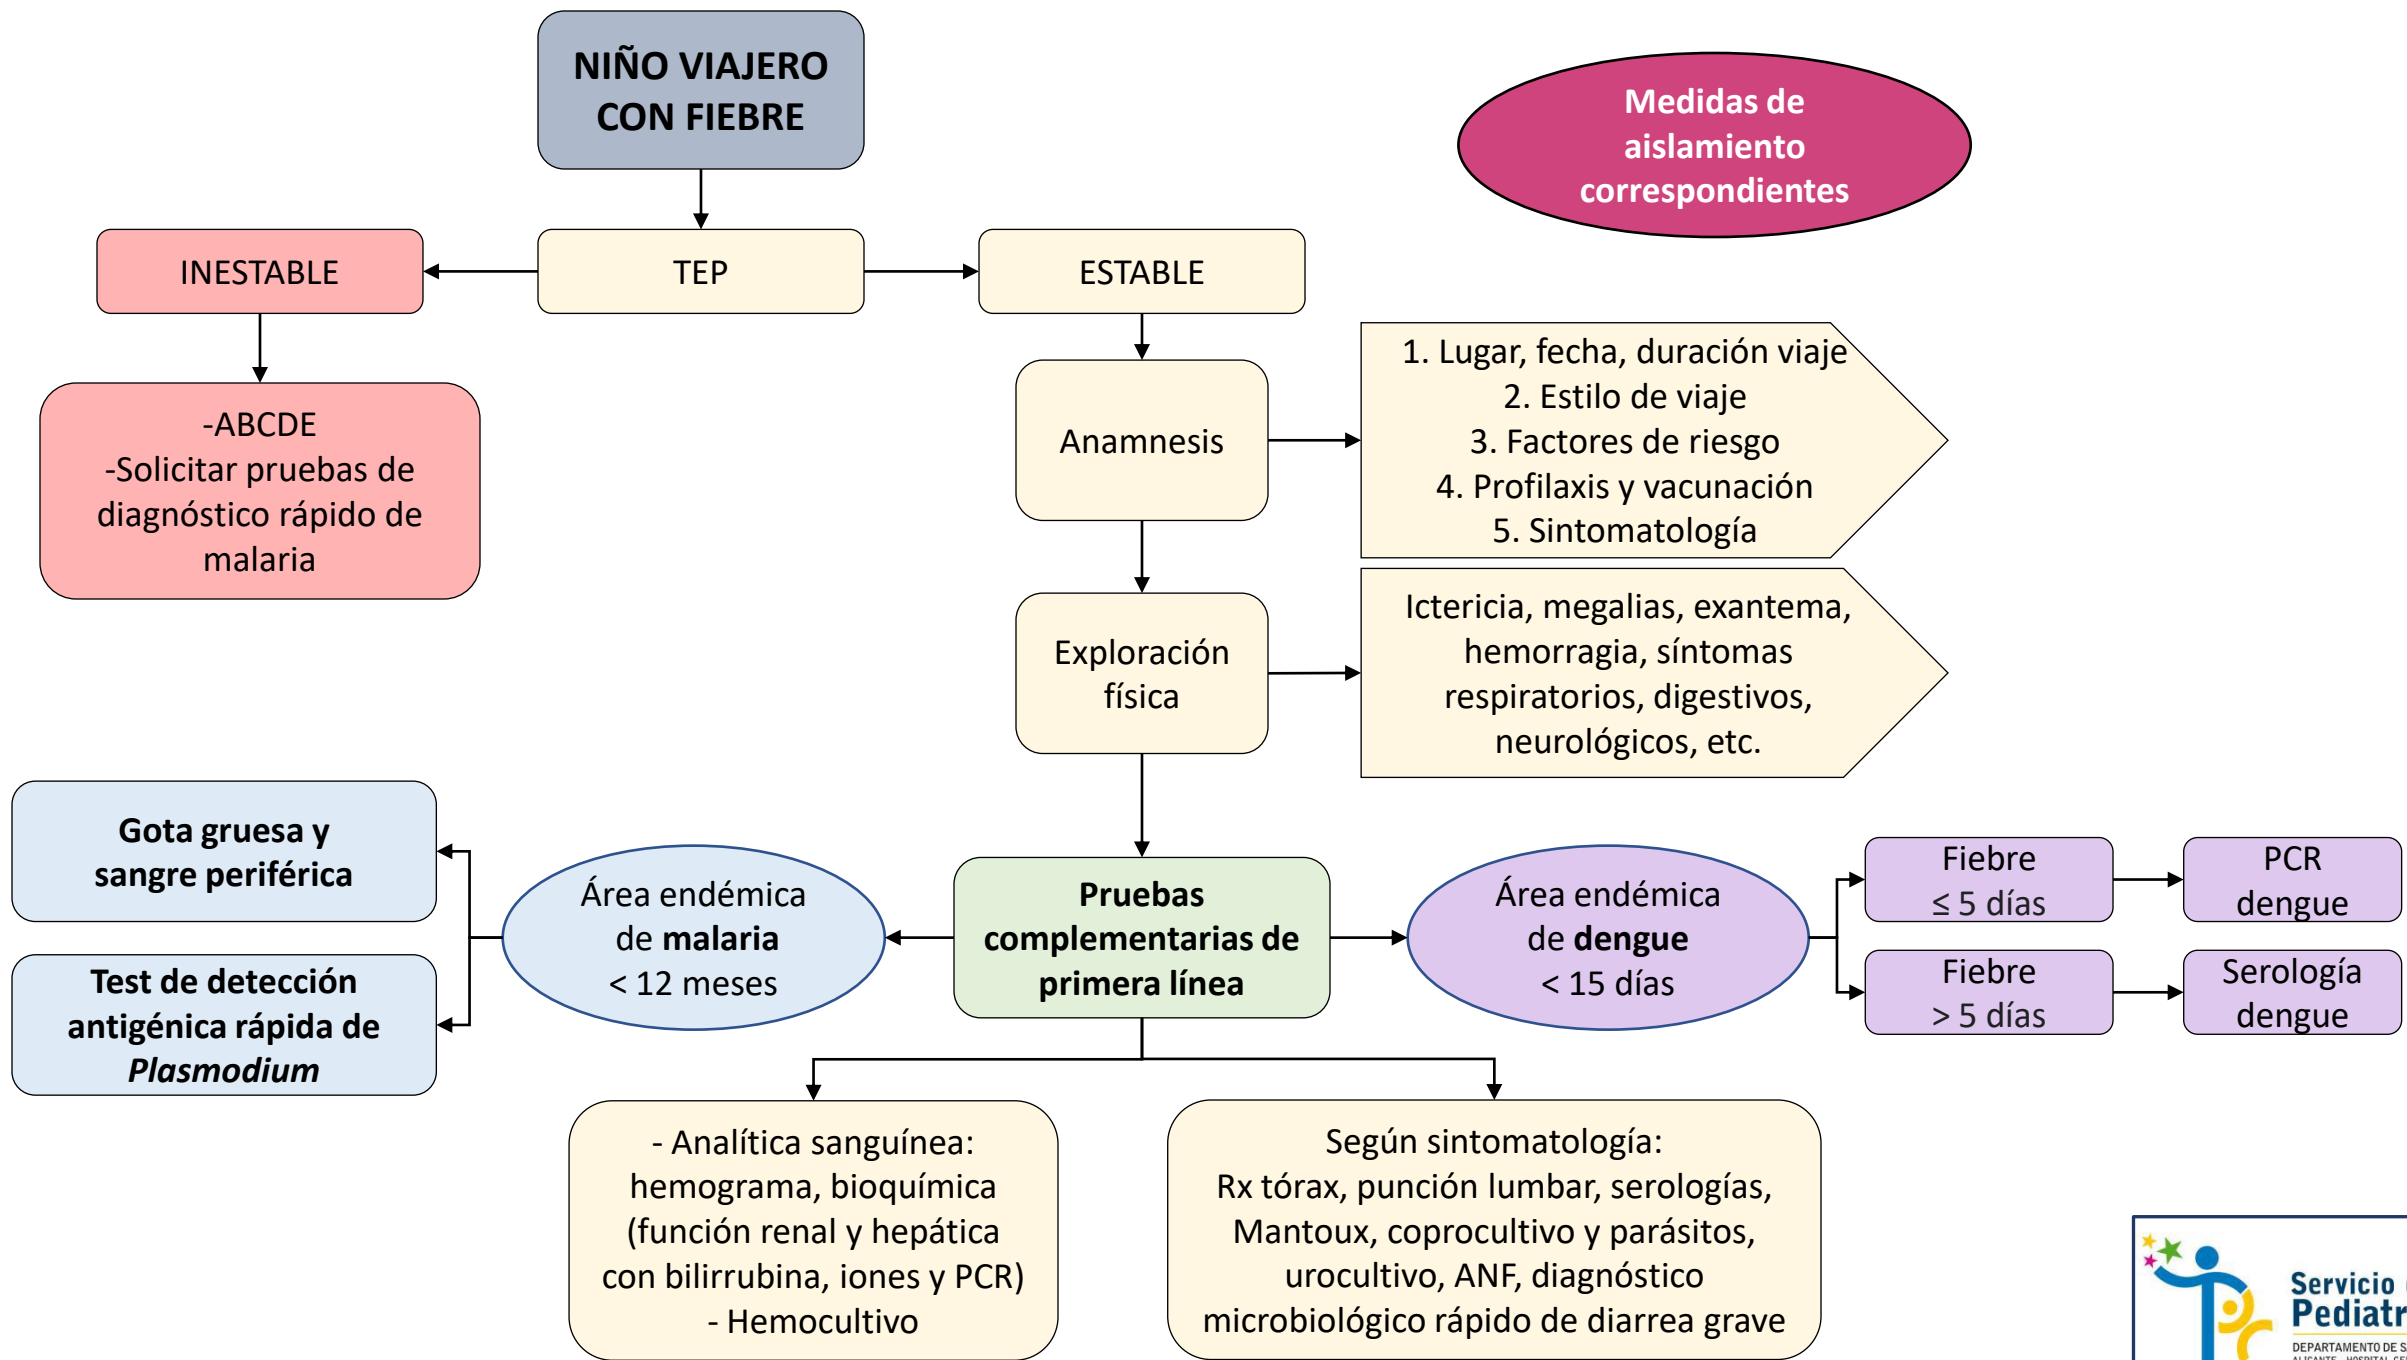 NIÑO VIAJERO
CON FIEBRE
Medidas de
aislamiento
correspondientes
INESTABLE
TEP
ESTABLE
-ABCDE
-Solicitar pruebas de
diagnóstico rápido de
malaria
Anamnesis
1. Lugar, fecha, duración viaje
2. Estilo de viaje
3. Factores de riesgo
4. Profilaxis y vacunación
5. Sintomatología
Exploración
física
Ictericia, megalias, exantema,
hemorragia, síntomas
respiratorios, digestivos,
neurológicos, etc.
Gota gruesa y
sangre periférica
Test de detección
antigénica rápida de
Plasmodium
Área endémica
de malaria
< 12 meses
Pruebas
complementarias de
primera línea
Área endémica
de dengue
< 15 días
Fiebre
≤ 5 días
PCR
dengue
Fiebre
> 5 días
Serología
dengue
- Analítica sanguínea:
hemograma, bioquímica
(función renal y hepática
con bilirrubina, iones y PCR)
- Hemocultivo
Según sintomatología:
Rx tórax, punción lumbar, serologías,
Mantoux, coprocultivo y parásitos,
urocultivo, ANF, diagnóstico
microbiológico rápido de diarrea grave
Servicio
Pediatr
DEPARTAMENTO DE